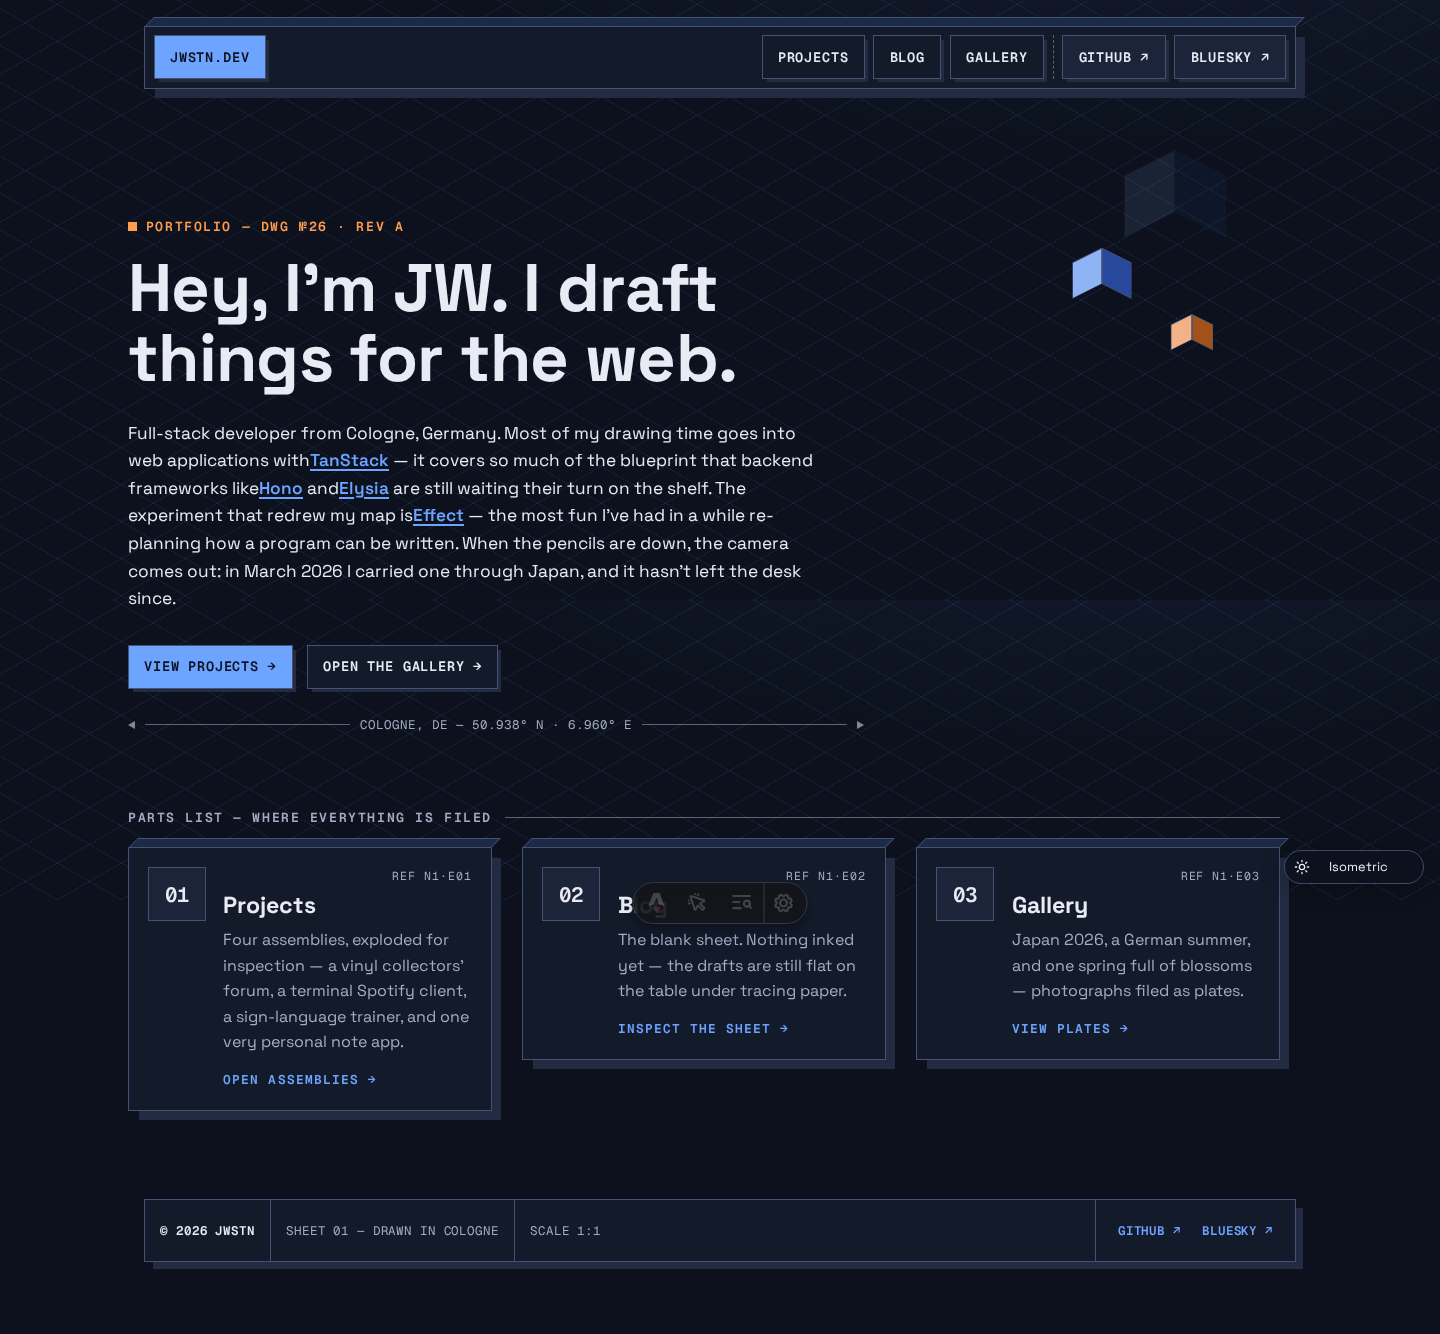 JWSTN.DEV
PROJECTS
BLOG
GALLERY
GITHUB ↗
BLUESKY ↗
PORTFOLIO — DWG №26 · REV A
Hey, I’m JW. I draft
things for the web.
Full-stack developer from Cologne, Germany. Most of my drawing time goes into
web applications withTanStack — it covers so much of the blueprint that backend
frameworks likeHono andElysia are still waiting their turn on the shelf. The
experiment that redrew my map isEffect — the most fun I’ve had in a while re-
planning how a program can be written. When the pencils are down, the camera
comes out: in March 2026 I carried one through Japan, and it hasn’t left the desk
since.
VIEW PROJECTS →
OPEN THE GALLERY →
COLOGNE, DE — 50.938° N · 6.960° E
PARTS LIST — WHERE EVERYTHING IS FILED
01
REF N1·E01
Projects
Four assemblies, exploded for
inspection — a vinyl collectors’
forum, a terminal Spotify client,
a sign-language trainer, and one
very personal note app.
OPEN ASSEMBLIES →
02
REF N1·E02
Blog
The blank sheet. Nothing inked
yet — the drafts are still flat on
the table under tracing paper.
INSPECT THE SHEET →
03
REF N1·E03
Gallery
Japan 2026, a German summer,
and one spring full of blossoms
— photographs filed as plates.
VIEW PLATES →
Isometric
© 2026 JWSTN
SHEET 01 — DRAWN IN COLOGNE
SCALE 1:1
GITHUB ↗
BLUESKY ↗